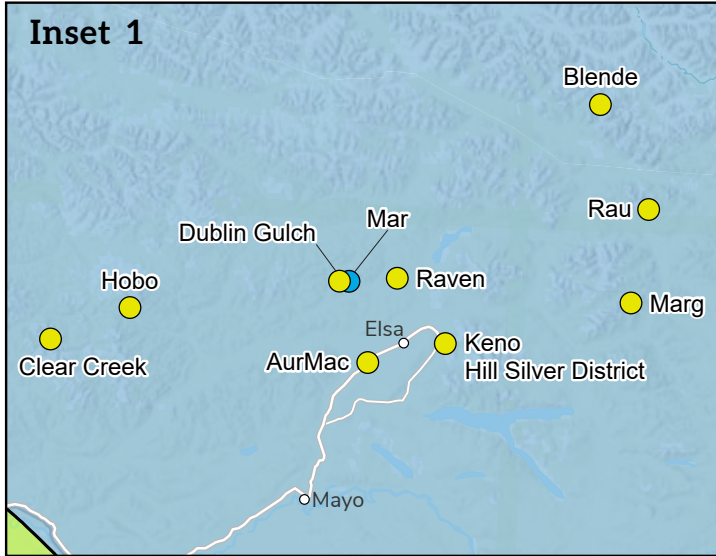 Inset 1
Blende
Rau
Mar
Dublin Gulch
Raven
Hobo
Marg
Elsa
Keno
Hill Silver District
AurMac
Clear Creek
Mayo